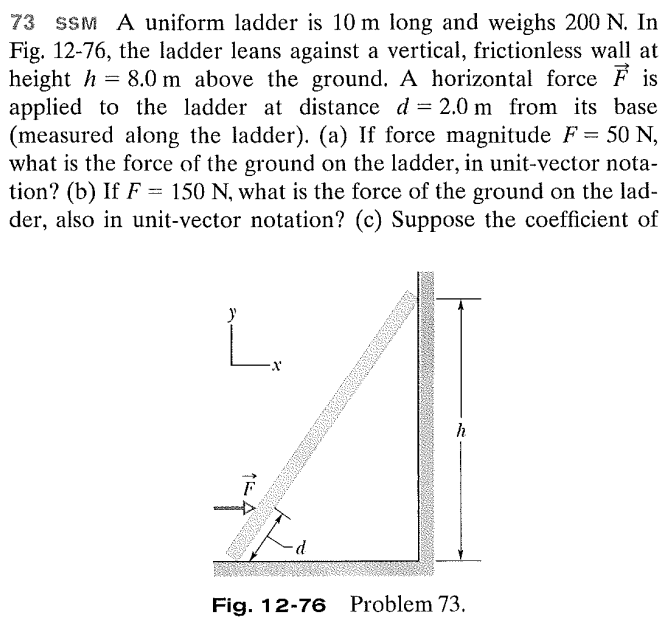 73 SSM A uniform ladder is 10 m long and weighs 200 N. In
Fig. 12-76, the ladder leans against a vertical, frictionless wall at
height h = 8.0 m above the ground. A horizontal force F⃗ is
applied to the ladder at distance d = 2.0 m from its base
(measured along the ladder). (a) If force magnitude F = 50 N,
what is the force of the ground on the ladder, in unit-vector nota-
tion? (b) If F = 150 N, what is the force of the ground on the lad-
der, also in unit-vector notation? (c) Suppose the coefficient of
y
x
h
F⃗
d
Fig. 12-76 Problem 73.